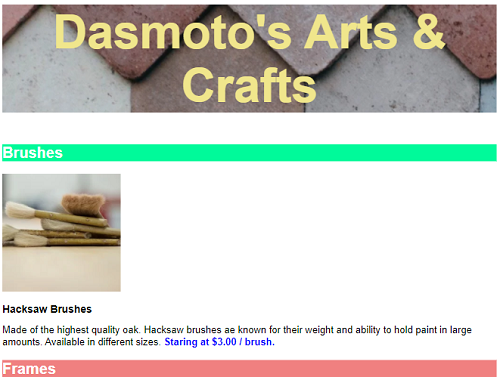 Dasmoto's Arts &
Crafts
Brushes
Hacksaw Brushes
Made of the highest quality oak. Hacksaw brushes ae known for their weight and ability to hold paint in large
amounts. Available in different sizes. Staring at $3.00 / brush.
Frames